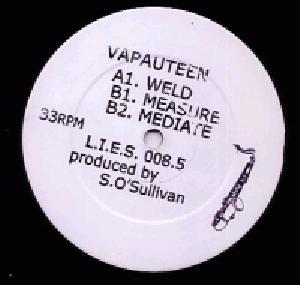 VAPAUTEEN
A1. WELD
B1. MEASURE
B2. MEDIATE
33RPM
L.I.E.S. 008.5
produced by
S.O'Sullivan